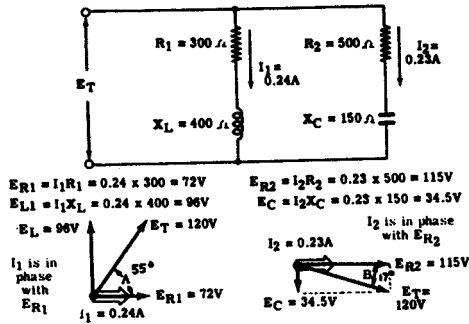 R1 = 300 Ω
I1 = 0.24A
R2 = 500 Ω
I2 = 0.23A
ET
XL = 400 Ω
XC = 150 Ω
ER1 = I1R1 = 0.24 x 300 = 72V
EL1 = I1XL = 0.24 x 400 = 96V
ER2 = I2R2 = 0.23 x 500 = 115V
EC = I2XC = 0.23 x 150 = 34.5V
EL = 96V
ET = 120V
I1 is in
phase
with
ER1
55°
A
ER1 = 72V
I1 = 0.24A
I2 is in phase
with ER2
I2 = 0.23A
ER2 = 115V
B
17°
EC = 34.5V
ET =
120V